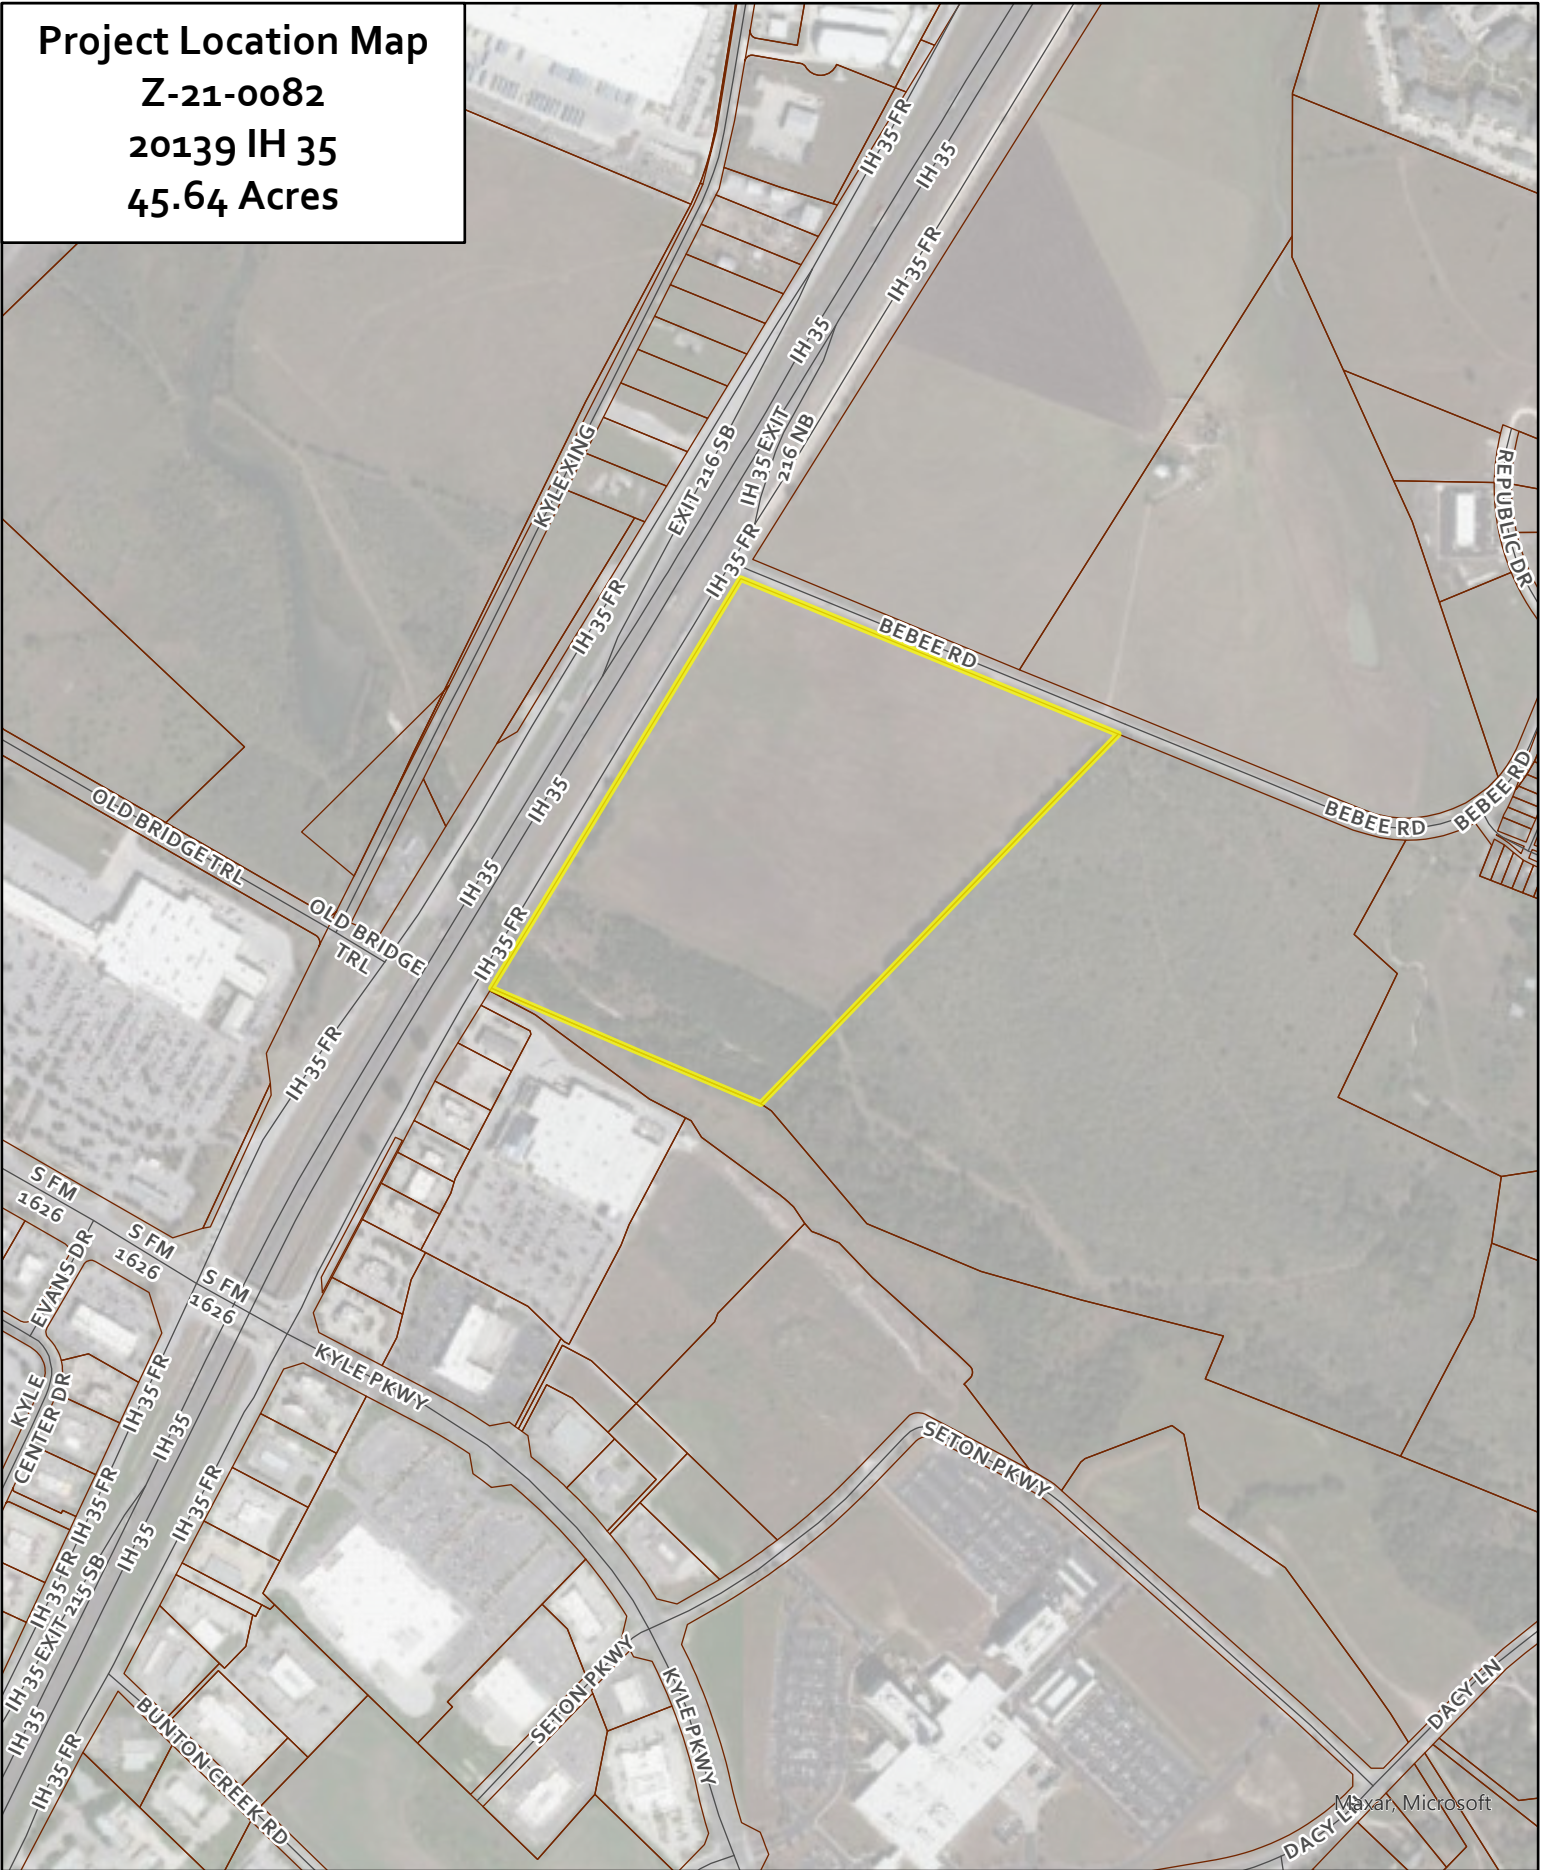 Project Location Map
Z-21-0082
20139 IH 35
45.64 Acres
IH 35 FR
IH 35
IH 35 FR
IH 35
IH 35 EXIT
216 NB
EXIT 216 SB
KYLE XING
REPUBLIC DR
IH 35 FR
IH 35 FR
BEBEE RD
BEBEE RD
BEBEE RD
IH 35
OLD BRIDGE TRL
IH 35
OLD BRIDGE
TRL
IH 35 FR
IH 35 FR
S FM
1626
S FM
1626
S FM
1626
EVANS DR
KYLE PKWY
KYLE
CENTER DR
IH 35 FR
IH 35
SETON PKWY
IH 35 FR
IH 35 FR
IH 35
IH 35 FR
IH 35 EXIT 215 SB
SETON PKWY
KYLE PKWY
DACY LN
IH 35
IH 35 FR
BUNTON CREEK RD
Maxar, Microsoft
DACY LN